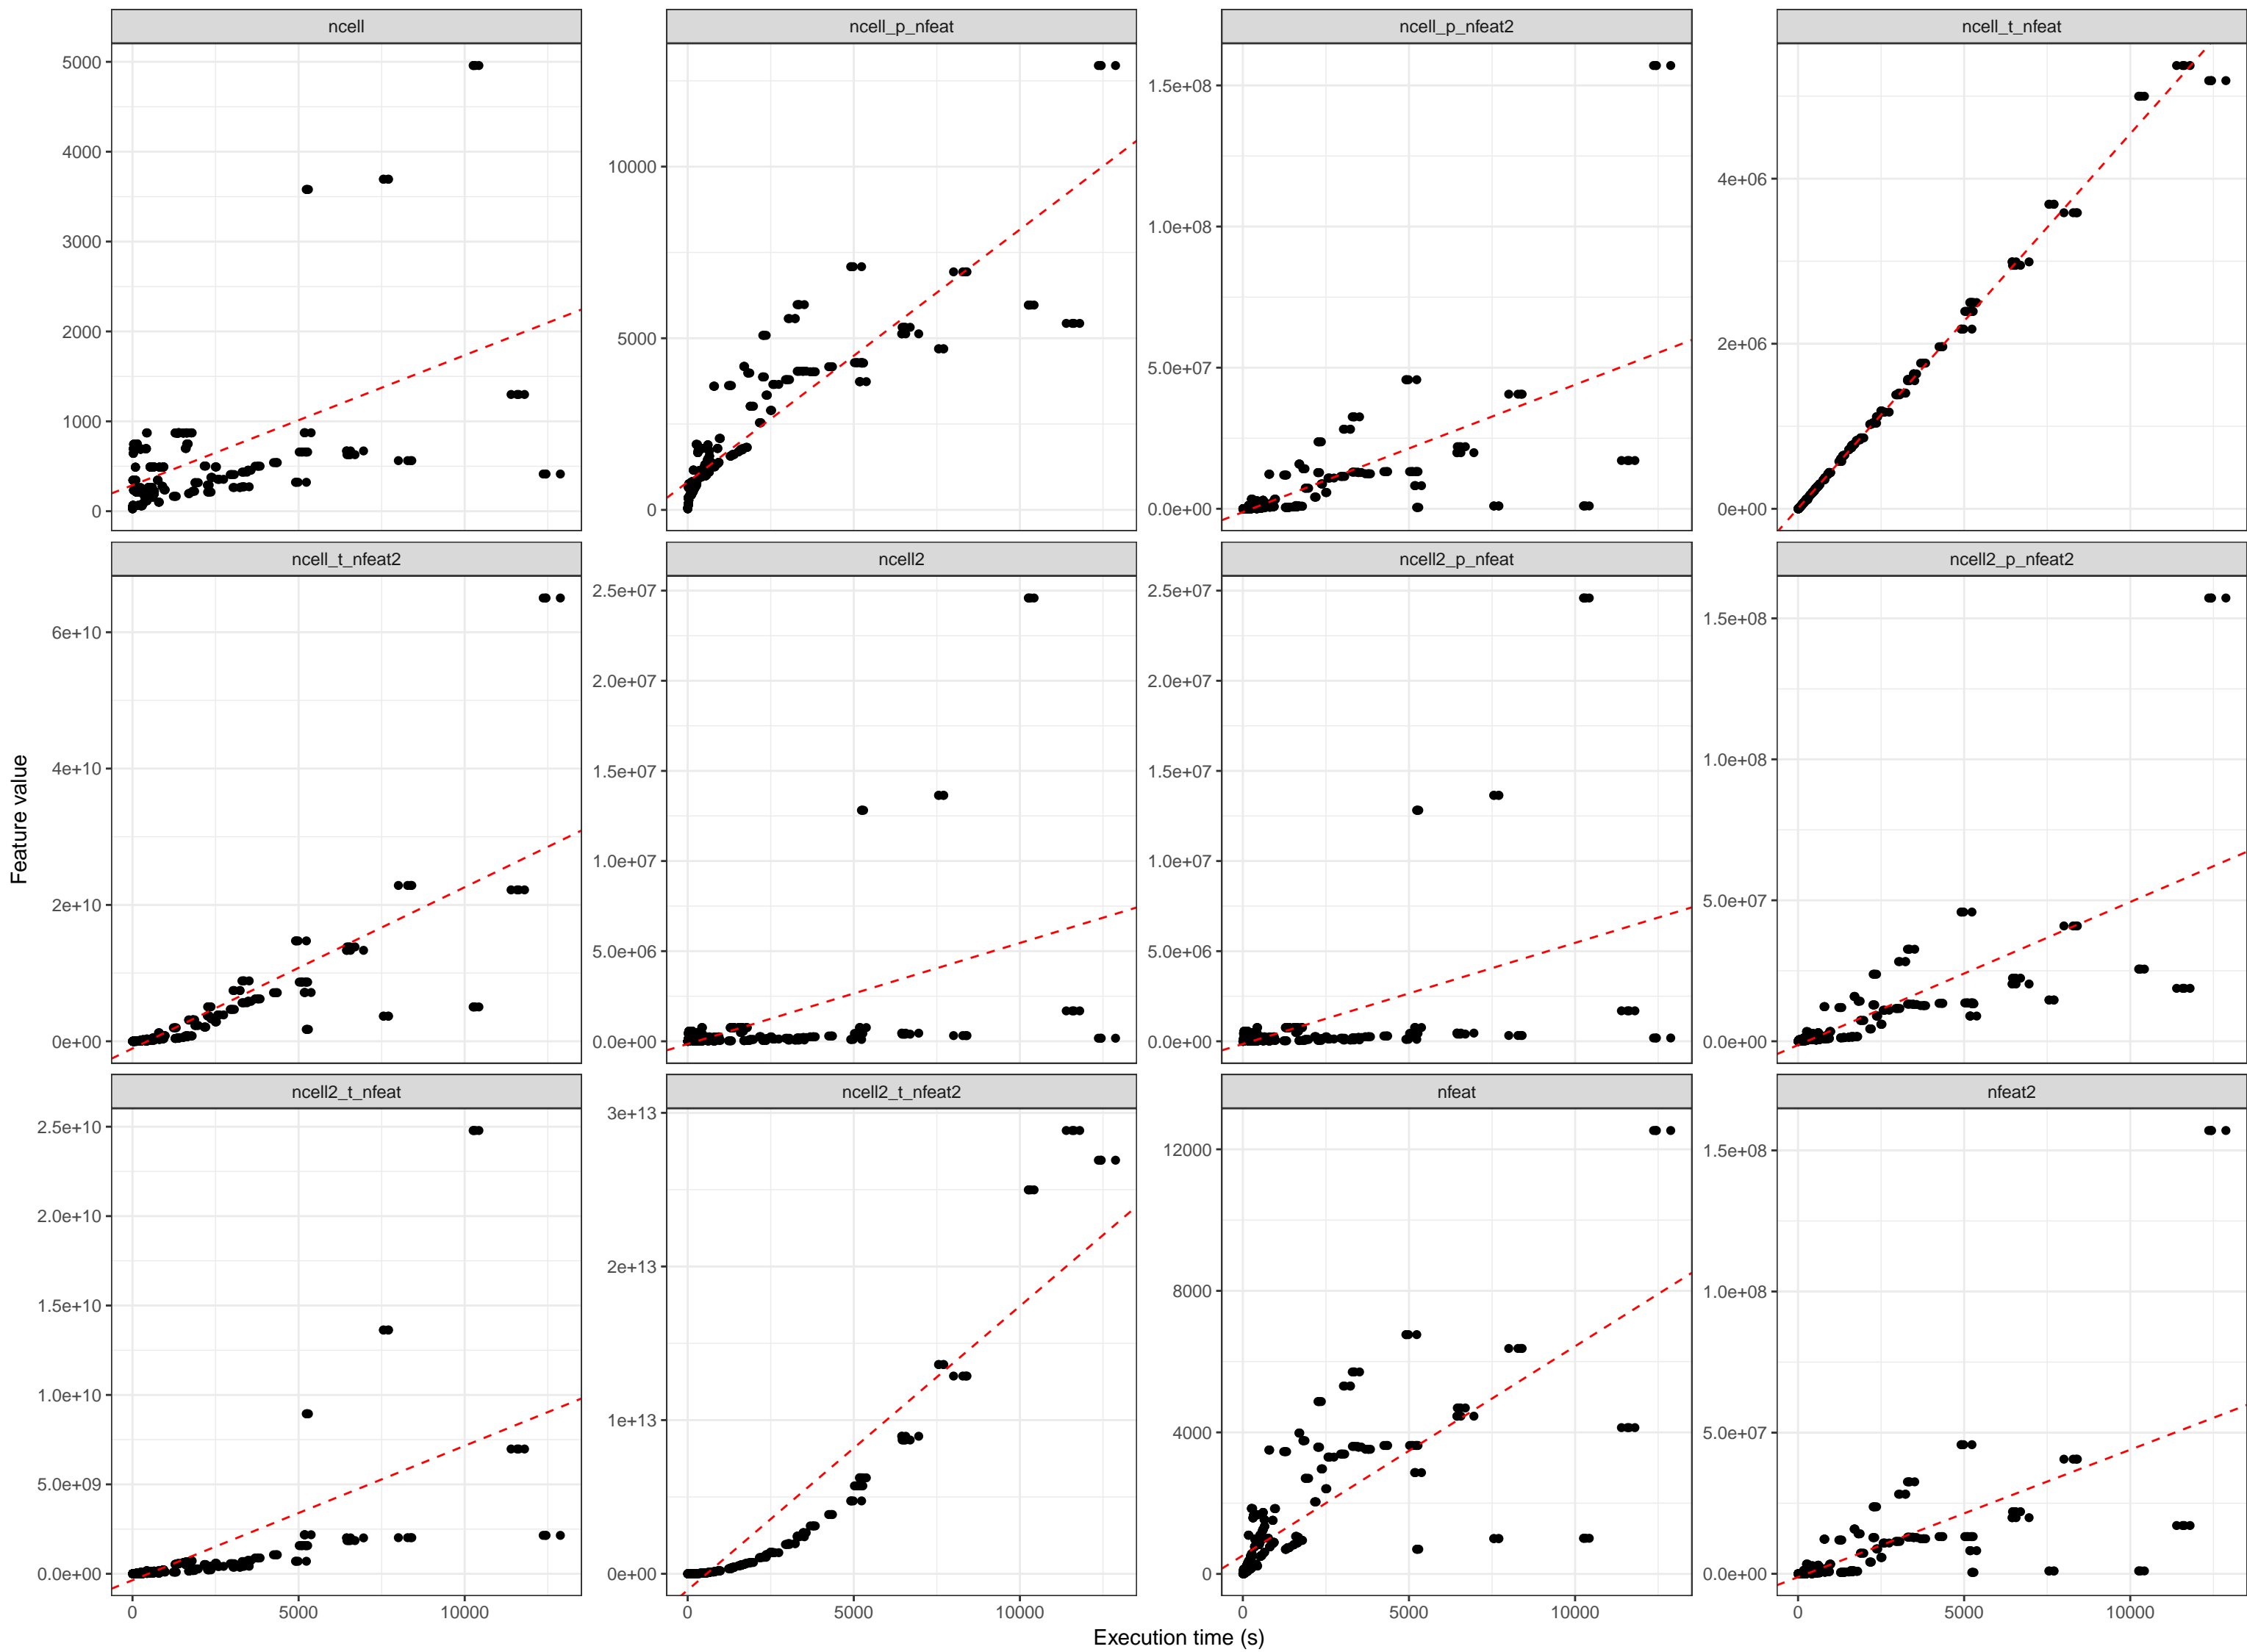 ncell
ncell_p_nfeat
ncell_p_nfeat2
ncell_t_nfeat
5000
4000
3000
2000
1000
0
10000
5000
0
1.5e+08
1.0e+08
5.0e+07
0.0e+00
4e+06
2e+06
0e+00
ncell_t_nfeat2
ncell2
ncell2_p_nfeat
ncell2_p_nfeat2
6e+10
4e+10
2e+10
0e+00
2.5e+07
2.0e+07
1.5e+07
1.0e+07
5.0e+06
0.0e+00
2.5e+07
2.0e+07
1.5e+07
1.0e+07
5.0e+06
0.0e+00
1.5e+08
1.0e+08
5.0e+07
0.0e+00
Feature value
ncell2_t_nfeat
ncell2_t_nfeat2
nfeat
nfeat2
2.5e+10
2.0e+10
1.5e+10
1.0e+10
5.0e+09
0.0e+00
3e+13
2e+13
1e+13
0e+00
12000
8000
4000
0
1.5e+08
1.0e+08
5.0e+07
0.0e+00
0 5000 10000
0 5000 10000
0 5000 10000
0 5000 10000
Execution time (s)